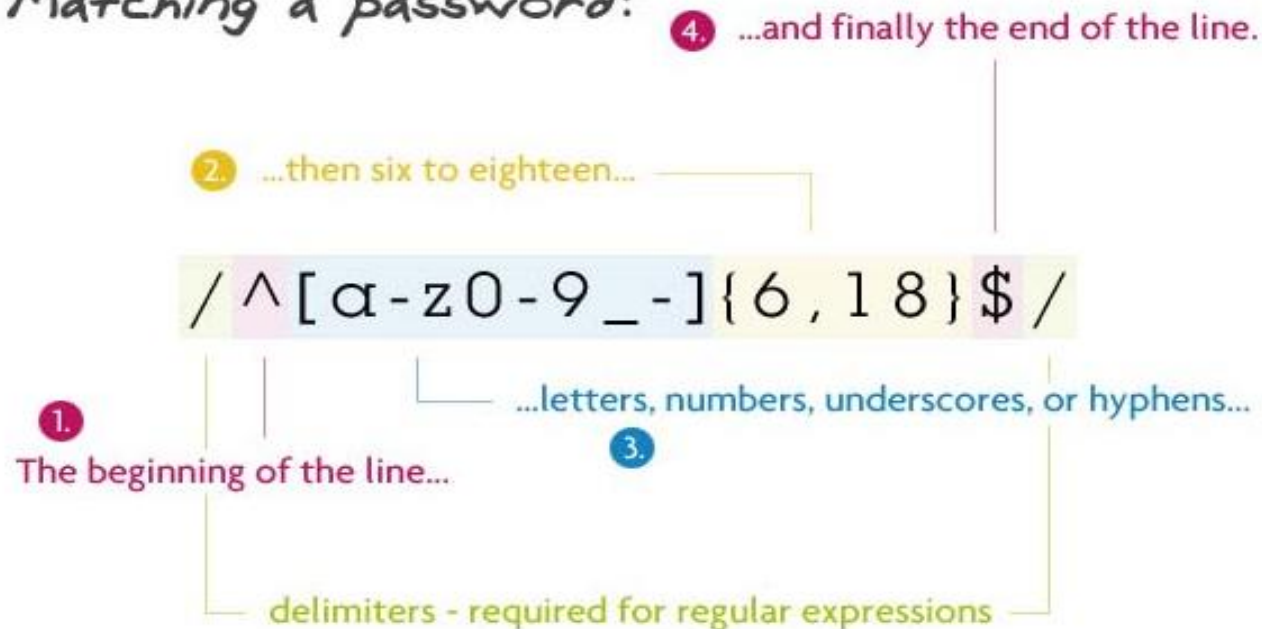 Matching a password:
4. ...and finally the end of the line.
2. ...then six to eighteen...
/^[a-z0-9_-]{6,18}$/
...letters, numbers, underscores, or hyphens...
1.
3.
The beginning of the line...
delimiters - required for regular expressions